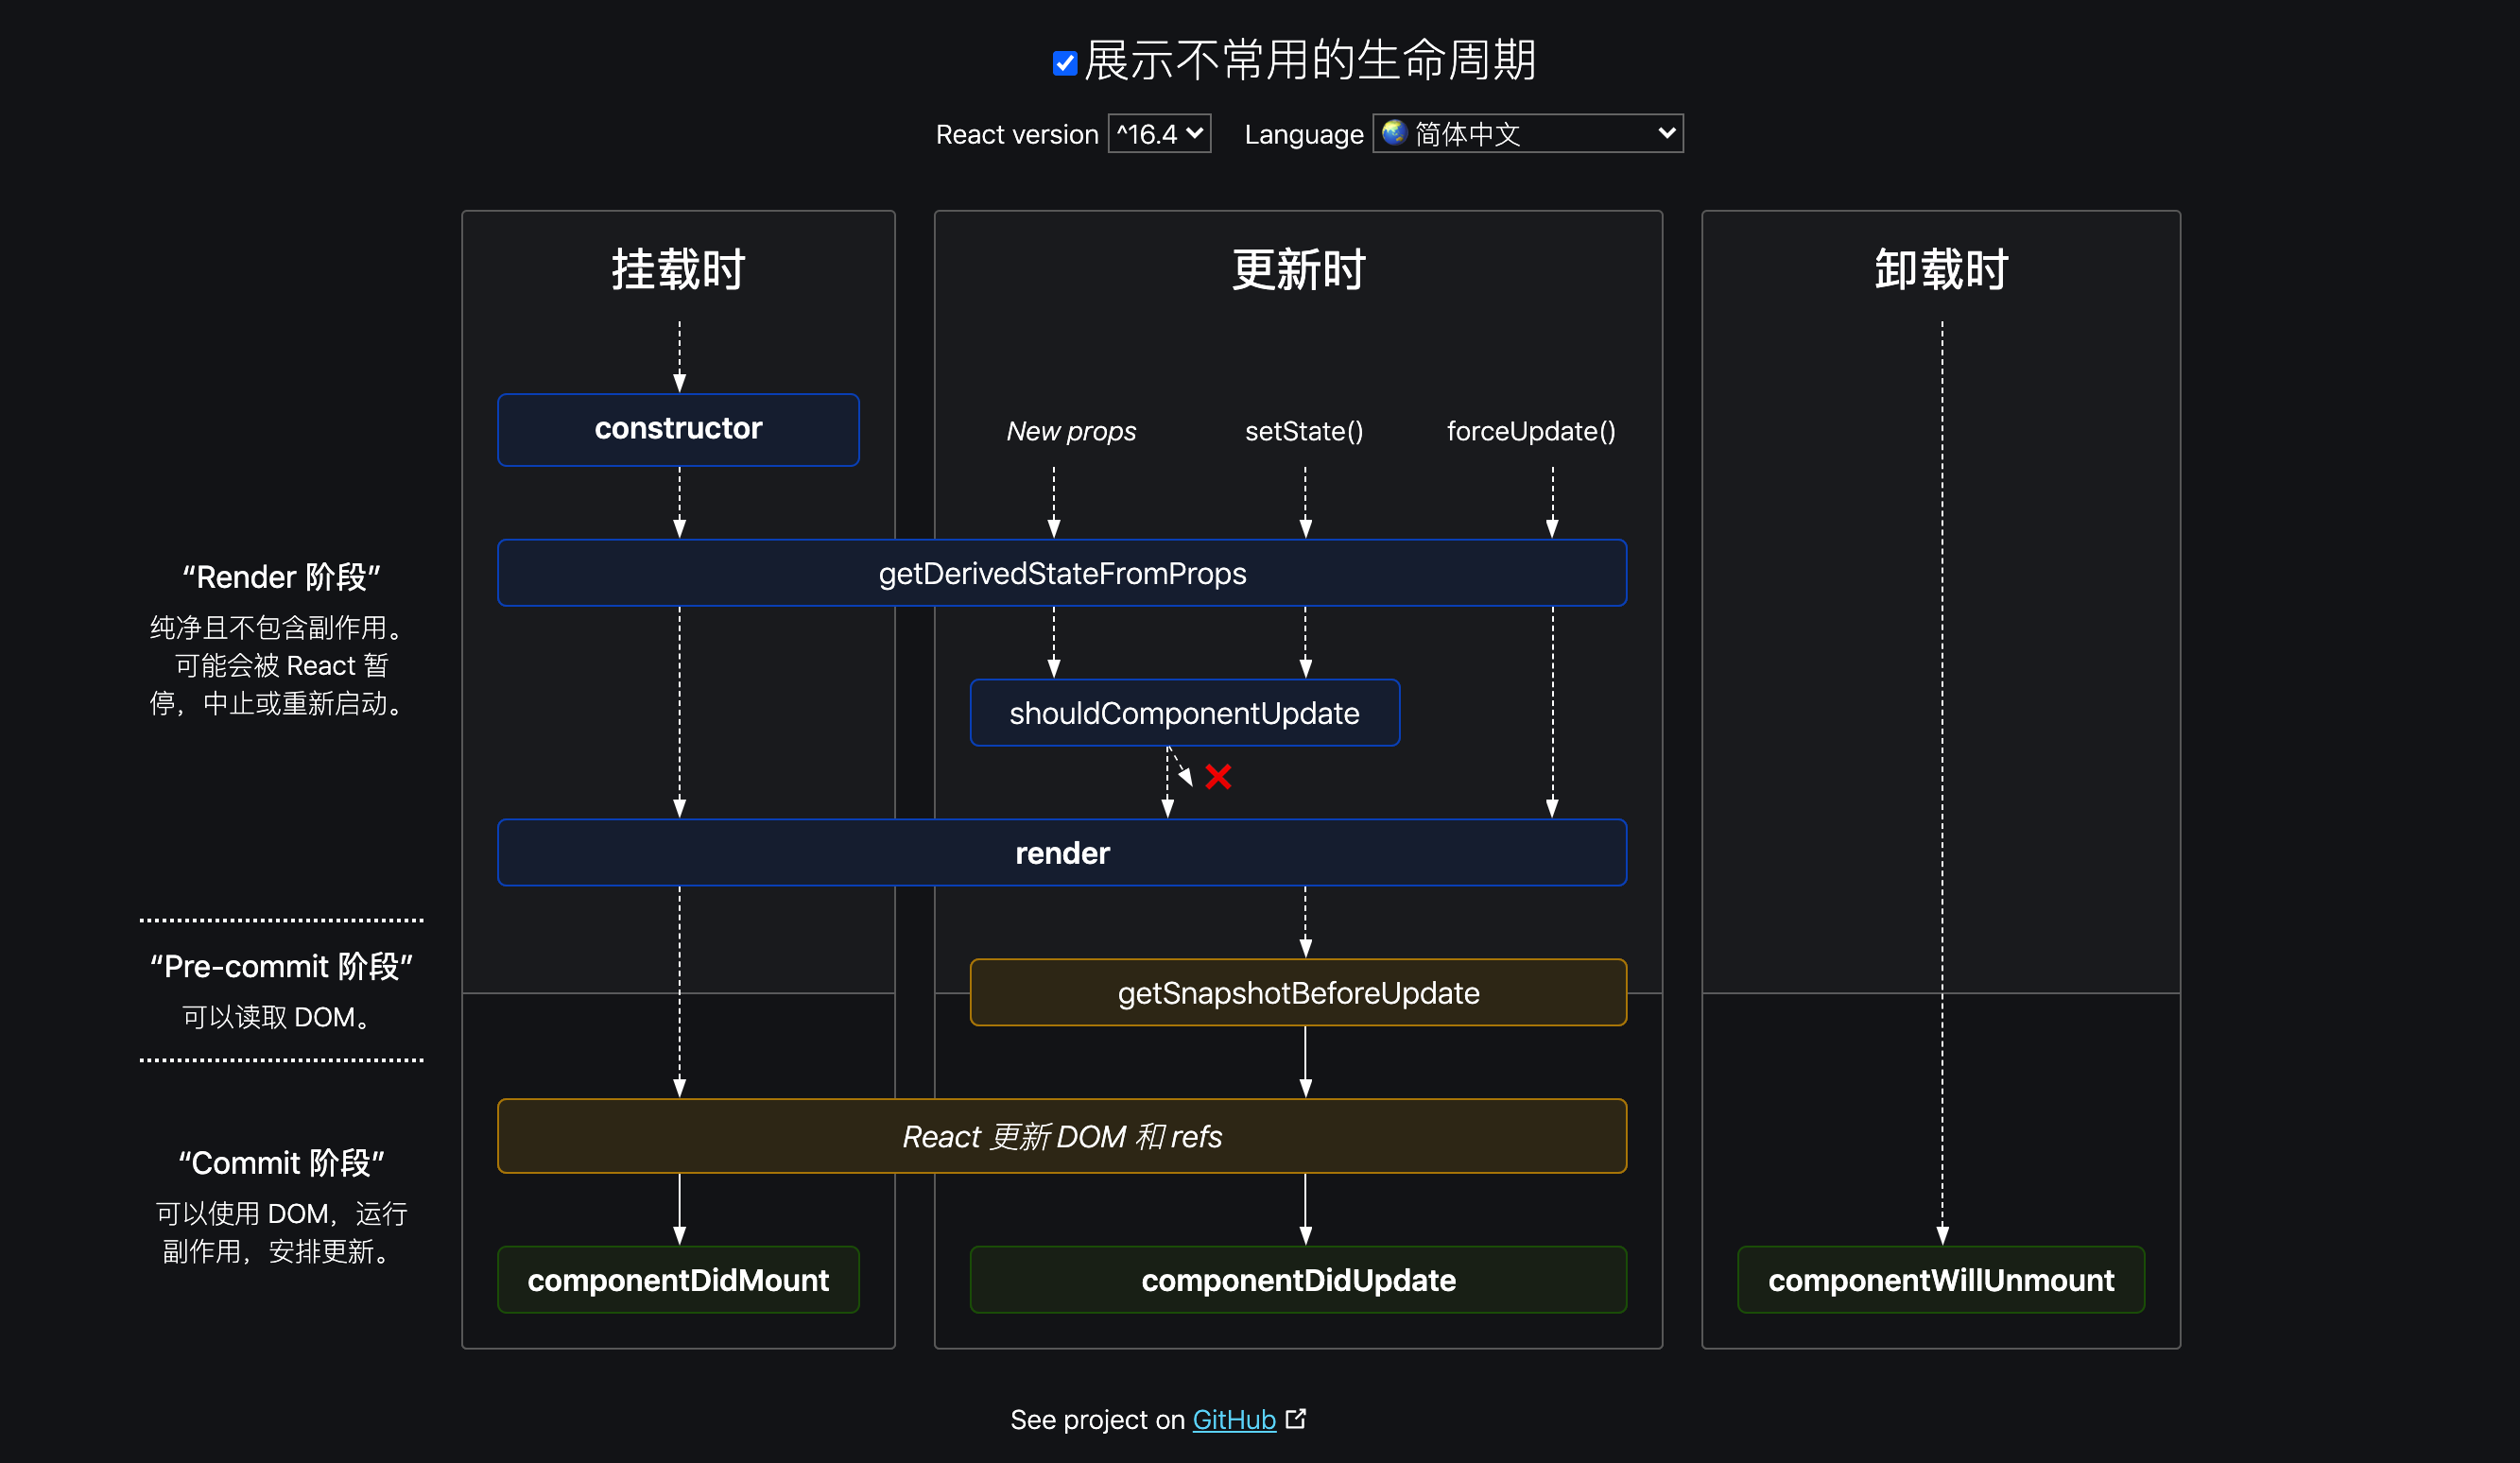 展示不常用的生命周期
React version ^16.4 Language 简体中文
挂载时
更新时
卸载时
constructor
New props
setState()
forceUpdate()
“Render 阶段”
纯净且不包含副作用。
可能会被 React 暂
停，中止或重新启动。
getDerivedStateFromProps
shouldComponentUpdate
render
“Pre-commit 阶段”
可以读取 DOM。
getSnapshotBeforeUpdate
“Commit 阶段”
可以使用 DOM，运行
副作用，安排更新。
React 更新 DOM 和 refs
componentDidMount
componentDidUpdate
componentWillUnmount
See project on GitHub